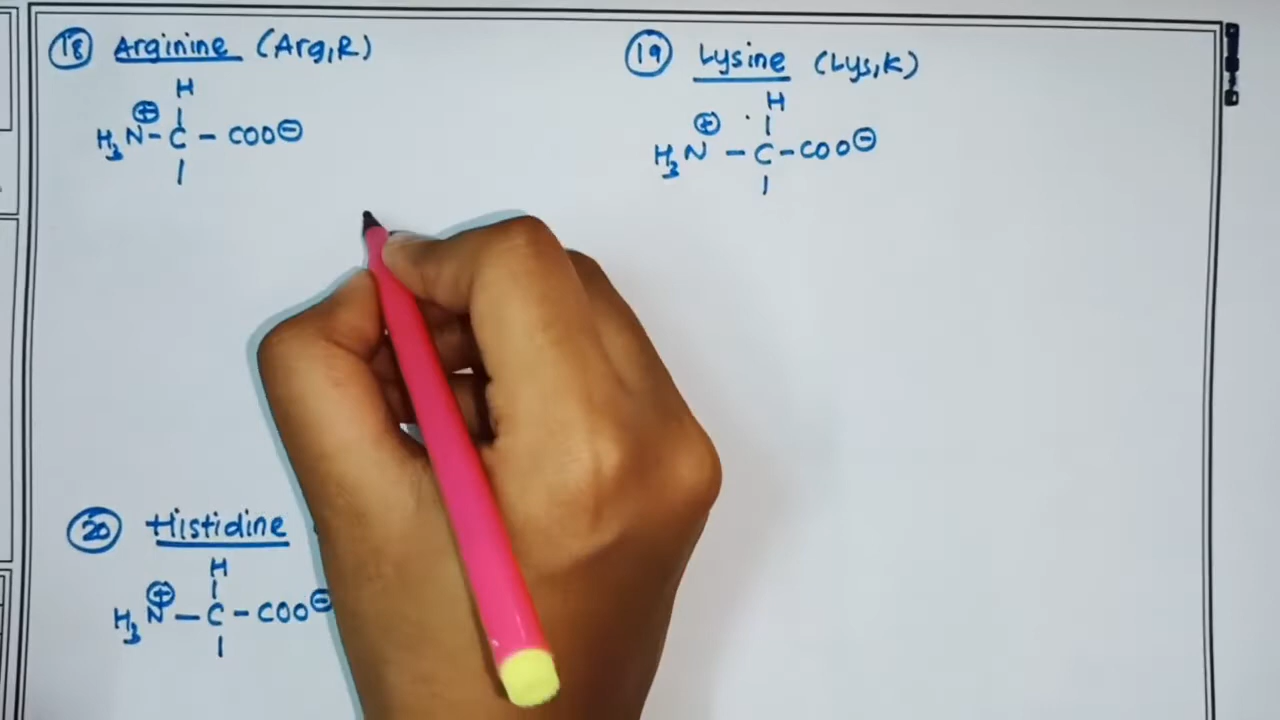 18 Arginine (Arg,R)
H
H3N⊕ – C – COO⊖
19 Lysine (Lys,K)
H
H3N⊕ – C – COO⊖
20 Histidine
H
H3N⊕ – C – COO⊖